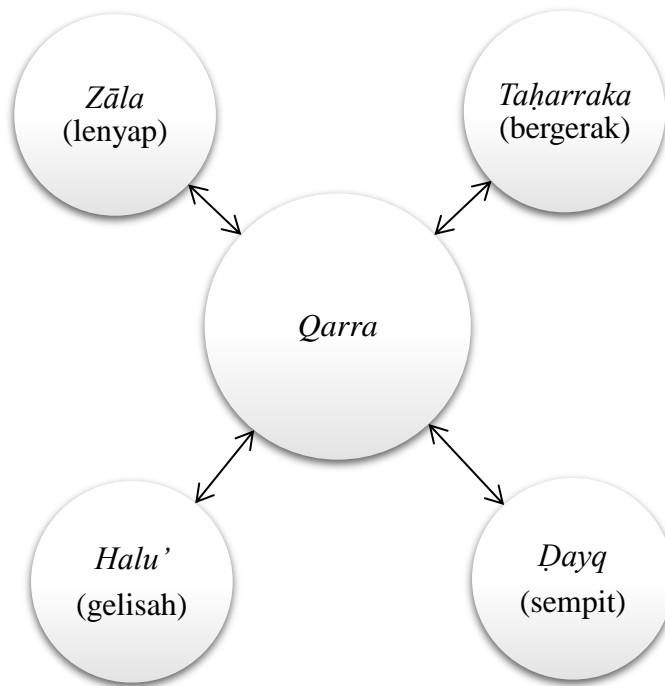 Zāla
(lenyap)
Taḥarraka
(bergerak)
Qarra
Halu’
(gelisah)
Ḍayq
(sempit)